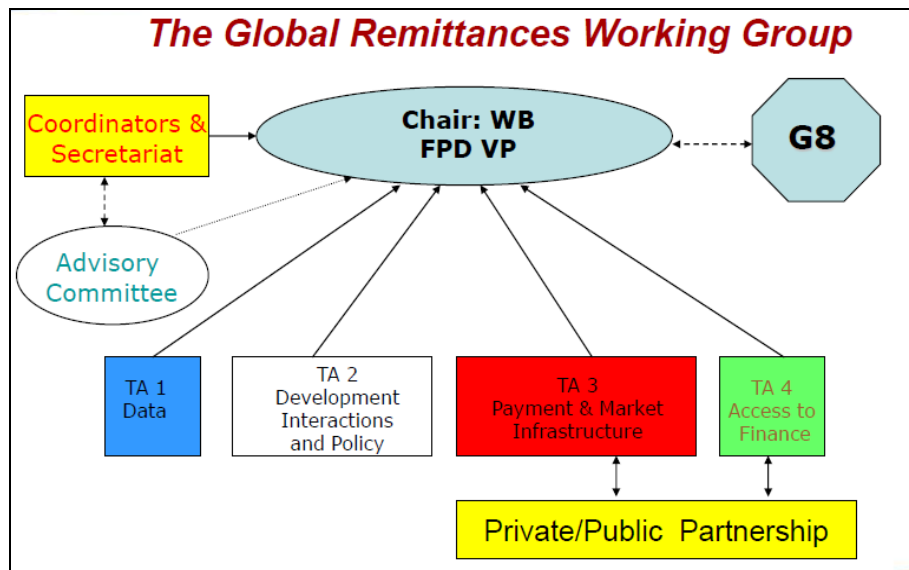 The Global Remittances Working Group
Coordinators &
Secretariat
Chair: WB
FPD VP
G8
Advisory
Committee
TA 1
Data
TA 2
Development
Interactions
and Policy
TA 3
Payment & Market
Infrastructure
TA 4
Access to
Finance
Private/Public Partnership